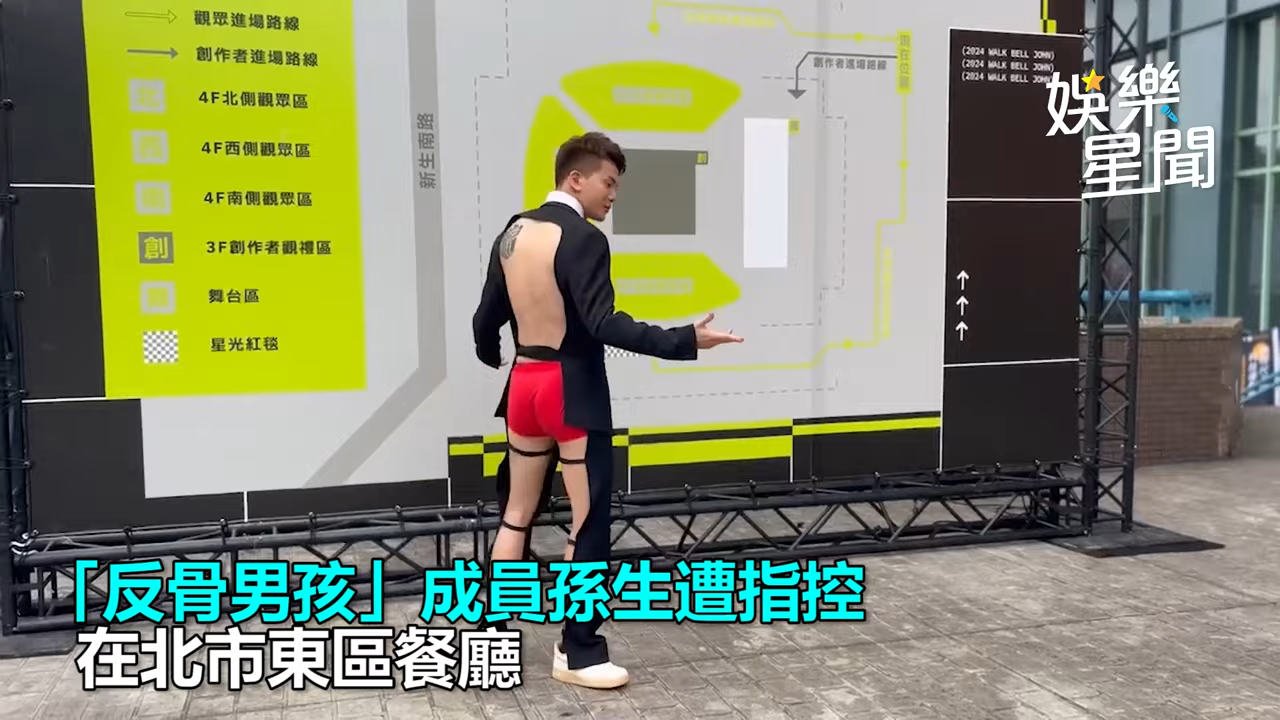 觀眾進場路線
創作者進場路線
4F北側觀眾區
4F西側觀眾區
4F南側觀眾區
創
3F創作者觀禮區
舞台區
星光紅毯
新生南路
創作者進場路線
現在位置
創
(2024 WALK BELL JOHN)
(2024 WALK BELL JOHN)
(2024 WALK BELL JOHN)
娛樂
星聞
「反骨男孩」成員孫生遭指控
在北市東區餐廳